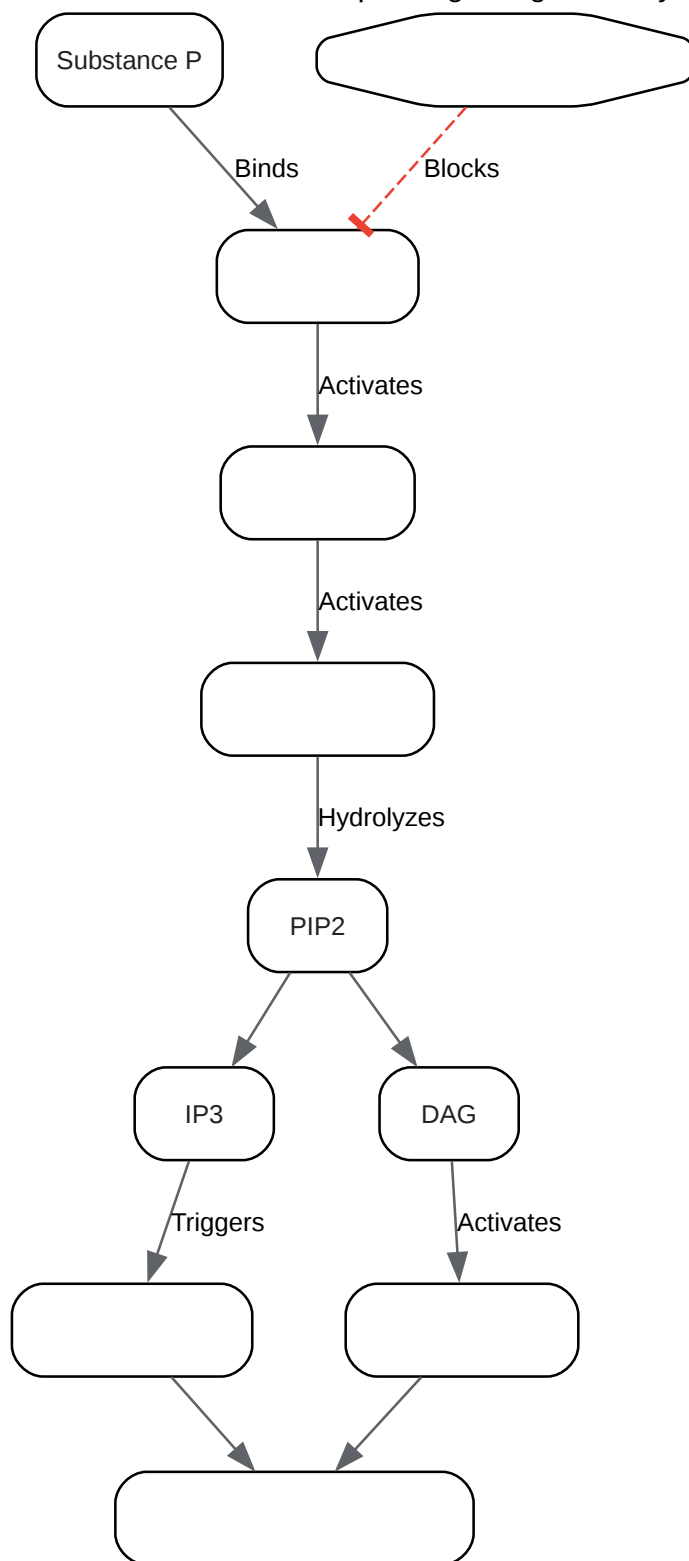 Substance P
Binds
Blocks
Activates
Activates
Hydrolyzes
PIP2
IP3
DAG
Triggers
Activates